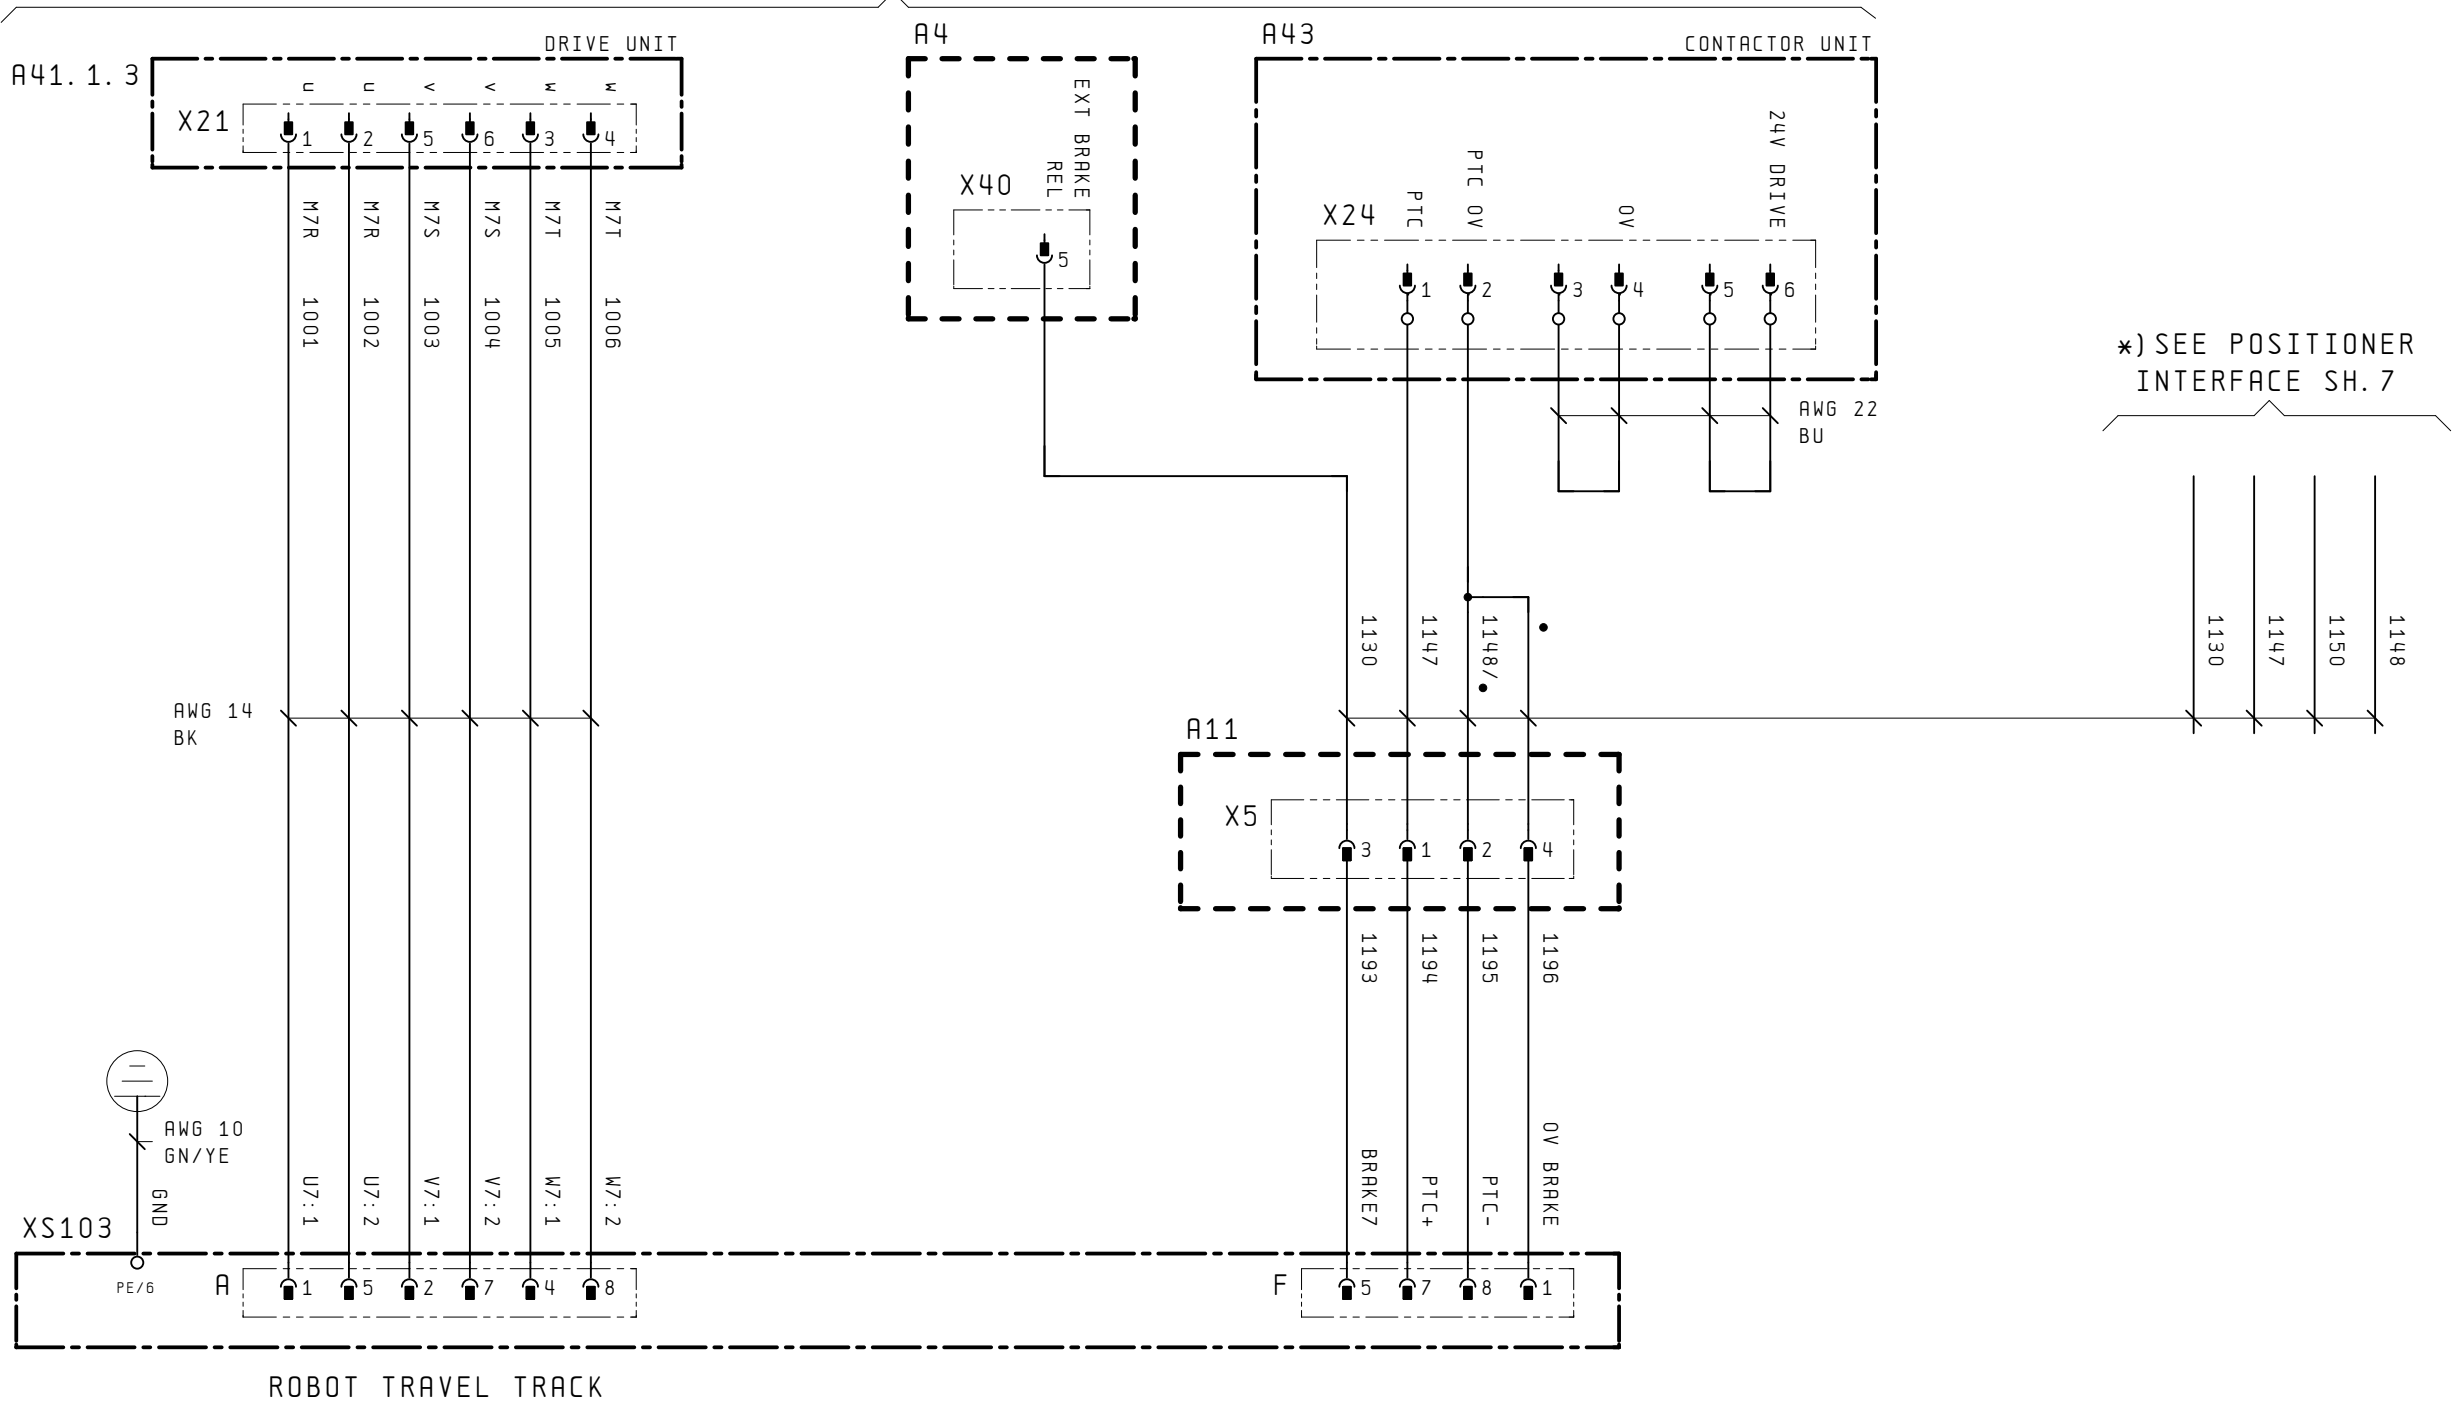 DRIVE UNIT
A41.1.3
U U V V W W
X21
1 2 5 6 3 4
M7R M7R M7S M7S M7T M7T
1001 1002 1003 1004 1005 1006
AWG 14
BK
A4
EXT BRAKE
REL
X40
5
A43
CONTACTOR UNIT
PTC
PTC 0V
0V
24V DRIVE
X24
1 2 3 4 5 6
AWG 22
BU
*)SEE POSITIONER
INTERFACE SH.7
1130 1147 1148/ 
1130 1147 1150 1148
A11
X5
3 1 2 4
1193 1194 1195 1196
AWG 10
GN/YE
GND
U7:1 U7:2 V7:1 V7:2 W7:1 W7:2
BRAKE7
PTC+
PTC-
0V BRAKE
XS103
PE/6
A
1 5 2 7 4 8
F
5 7 8 1
ROBOT TRAVEL TRACK